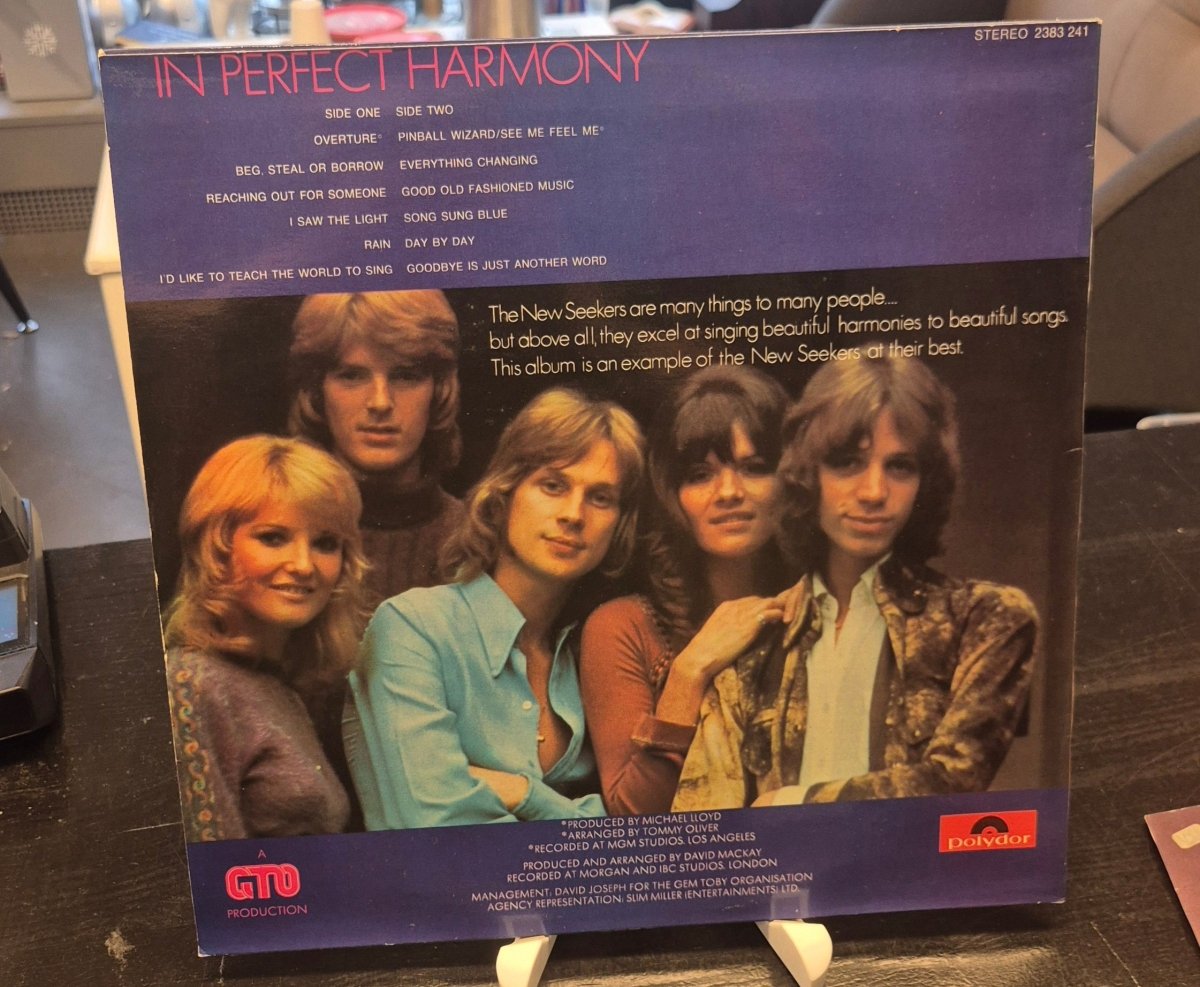 STEREO 2383 241
IN PERFECT HARMONY
SIDE ONE
OVERTURE*
BEG, STEAL OR BORROW
REACHING OUT FOR SOMEONE
I SAW THE LIGHT
RAIN
I'D LIKE TO TEACH THE WORLD TO SING
SIDE TWO
PINBALL WIZARD/SEE ME FEEL ME*
EVERYTHING CHANGING
GOOD OLD FASHIONED MUSIC
SONG SUNG BLUE
DAY BY DAY
GOODBYE IS JUST ANOTHER WORD
The New Seekers are many things to many people....
but above all, they excel at singing beautiful harmonies to beautiful songs.
This album is an example of the New Seekers at their best.
*PRODUCED BY MICHAEL LLOYD
*ARRANGED BY TOMMY OLIVER
*RECORDED AT MGM STUDIOS, LOS ANGELES
PRODUCED AND ARRANGED BY DAVID MACKAY
RECORDED AT MORGAN AND IBC STUDIOS, LONDON
MANAGEMENT: DAVID JOSEPH FOR THE GEM TOBY ORGANISATION
AGENCY REPRESENTATION: SLIM MILLER (ENTERTAINMENTS) LTD.
A
GTO
PRODUCTION
polydor